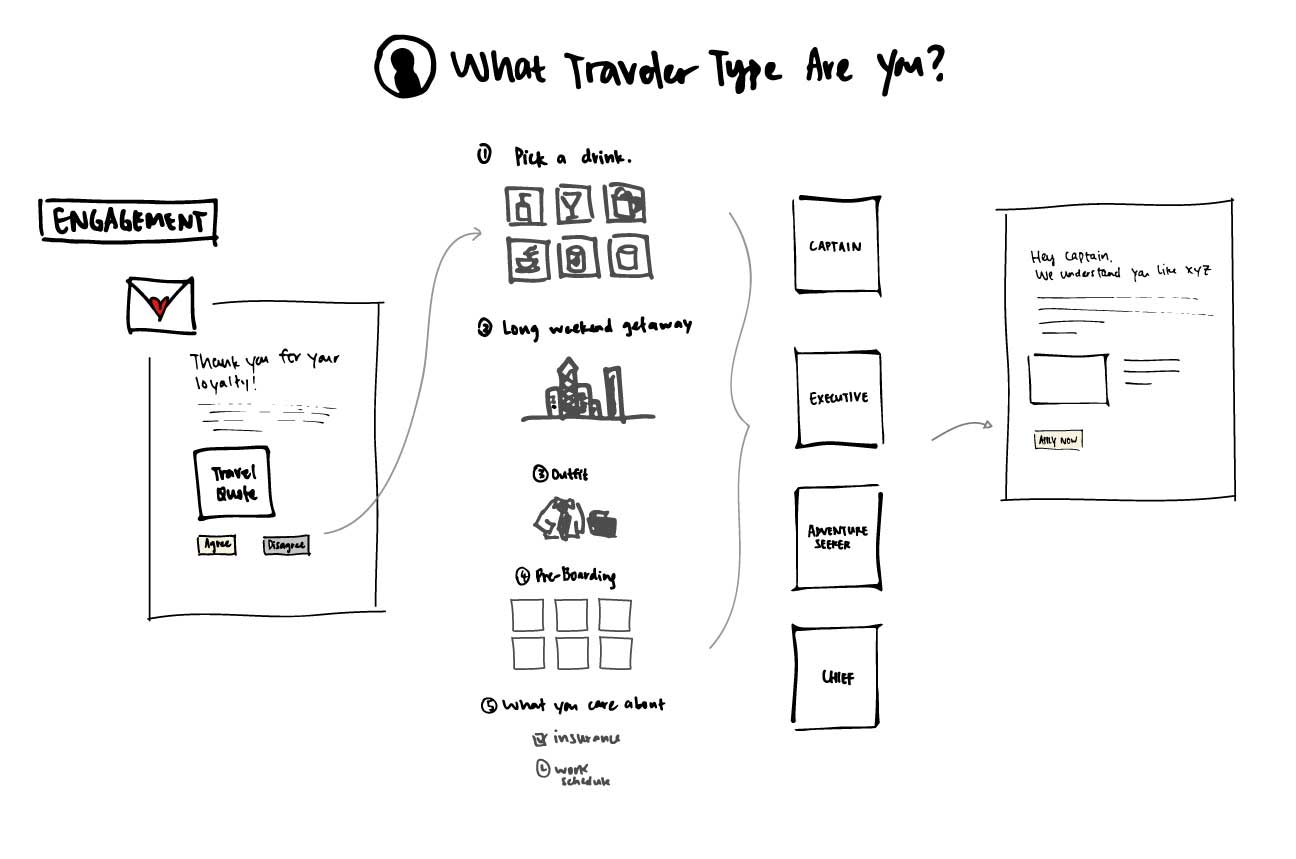 What Traveler Type Are You?
ENGAGEMENT
Thank you for your
loyalty!
Travel
Quote
Agree
Disagree
① Pick a drink.
② Long weekend getaway
③ Outfit
④ Pre-Boarding
⑤ What you care about
insurance
work
schedule
CAPTAIN
EXECUTIVE
ADVENTURE
SEEKER
CHIEF
Hey Captain,
We understand you like xyz
APPLY NOW